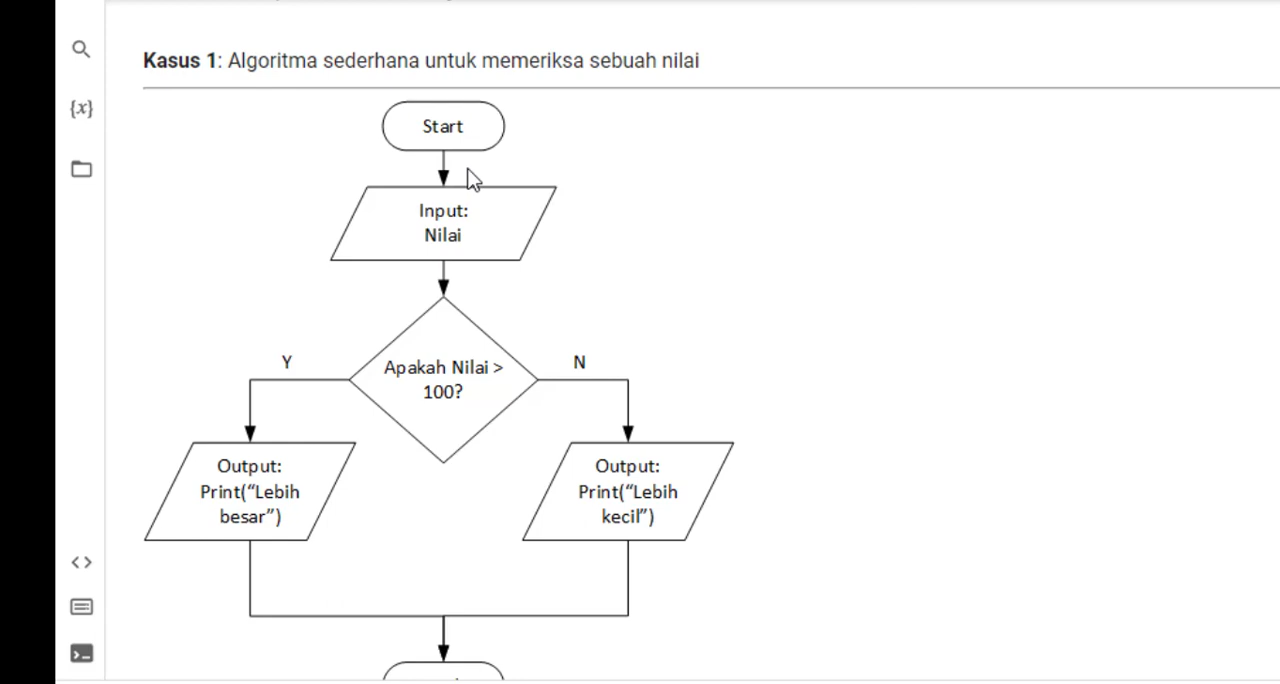 Kasus 1: Algoritma sederhana untuk memeriksa sebuah nilai
{x}
Start
Input:
Nilai
Apakah Nilai >
100?
Y
N
Output:
Print(“Lebih
besar”)
Output:
Print(“Lebih
kecil”)